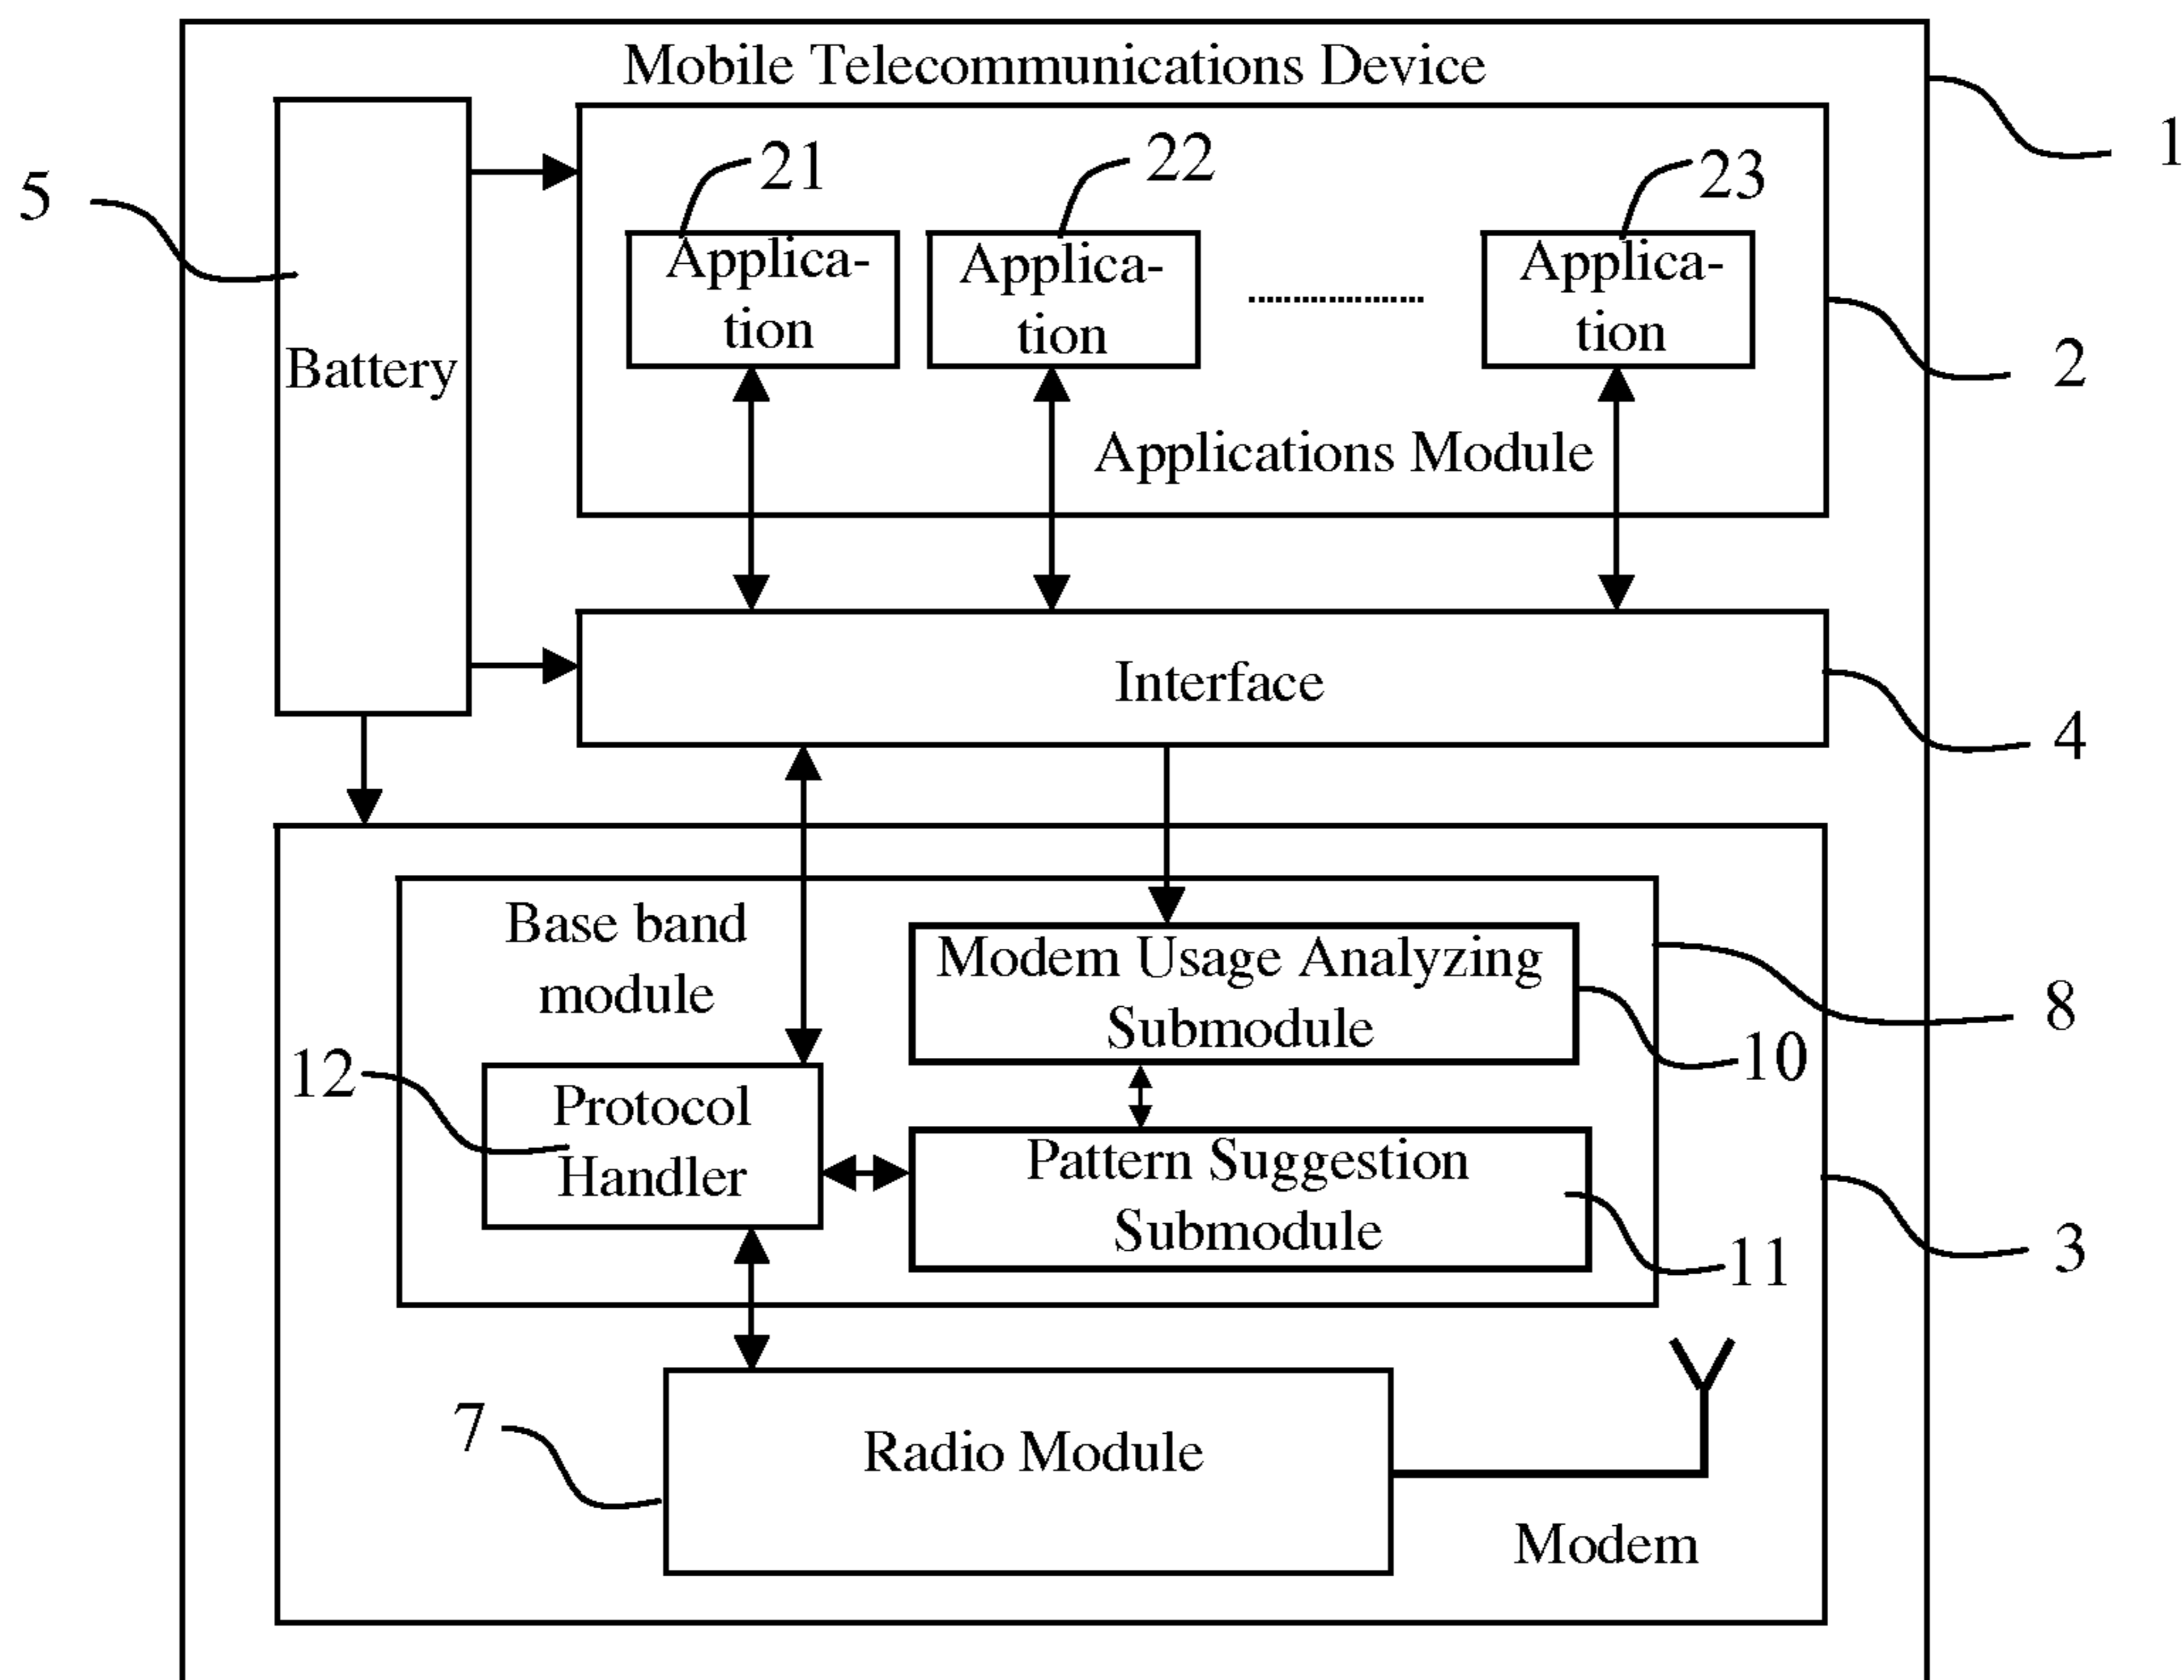 Mobile Telecommunications Device
1
5
Battery
21
22
23
Applica-
tion
Applica-
tion
Applica-
tion
2
Applications Module
Interface
4
Base band
module
Modem Usage Analyzing
Submodule
8
10
12
Protocol
Handler
Pattern Suggestion
Submodule
11
3
7
Radio Module
Modem